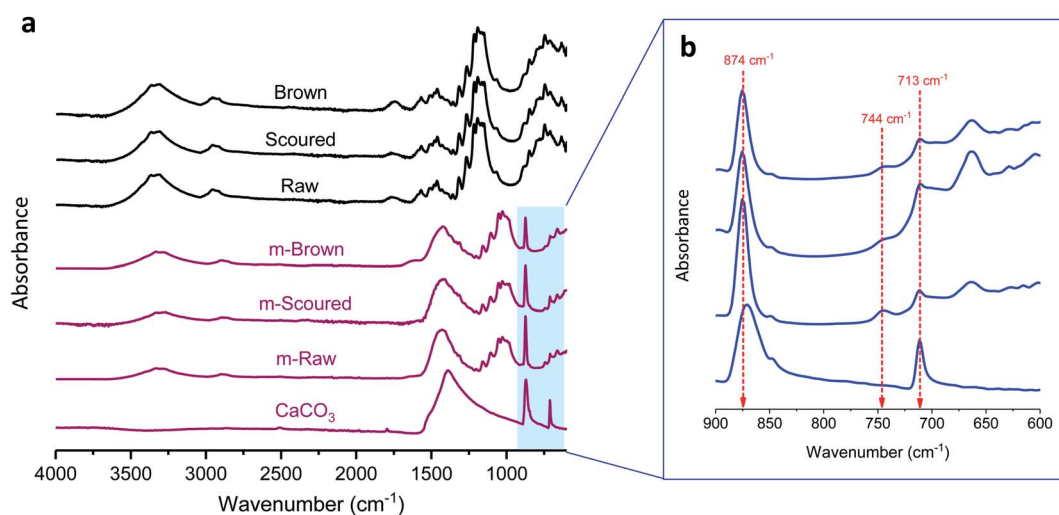 a
Absorbance
Brown
Scoured
Raw
m-Brown
m-Scoured
m-Raw
CaCO₃
4000 3500 3000 2500 2000 1500 1000
Wavenumber (cm⁻¹)
b
Absorbance
874 cm⁻¹
744 cm⁻¹
713 cm⁻¹
900 850 800 750 700 650 600
Wavenumber (cm⁻¹)